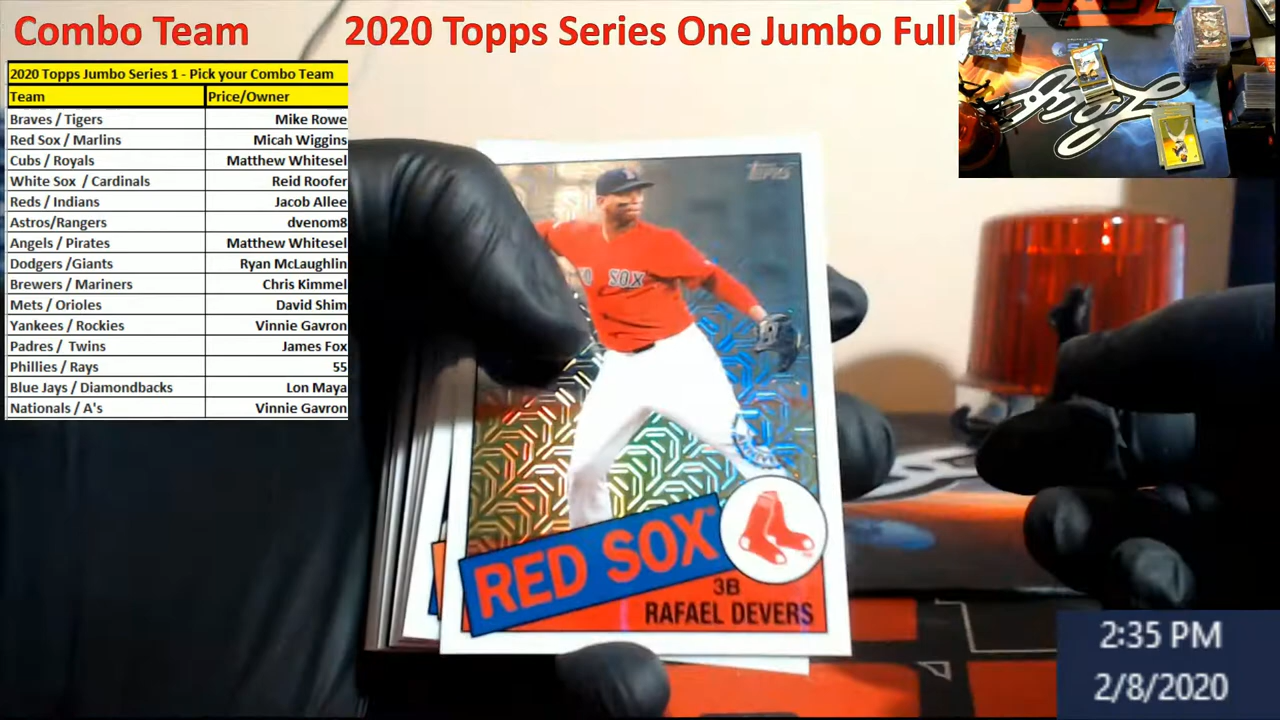 Combo Team
2020 Topps Series One Jumbo Full
2020 Topps Jumbo Series 1 - Pick your Combo Team
Team Price/Owner
Braves / Tigers Mike Rowe
Red Sox / Marlins Micah Wiggins
Cubs / Royals Matthew Whitesel
White Sox / Cardinals Reid Roofer
Reds / Indians Jacob Allee
Astros/Rangers dvenom8
Angels / Pirates Matthew Whitesel
Dodgers /Giants Ryan McLaughlin
Brewers / Mariners Chris Kimmel
Mets / Orioles David Shim
Yankees / Rockies Vinnie Gavron
Padres / Twins James Fox
Phillies / Rays 55
Blue Jays / Diamondbacks Lon Maya
Nationals / A's Vinnie Gavron
Topps
SOX
RED SOX
3B
RAFAEL DEVERS
2:35 PM
2/8/2020